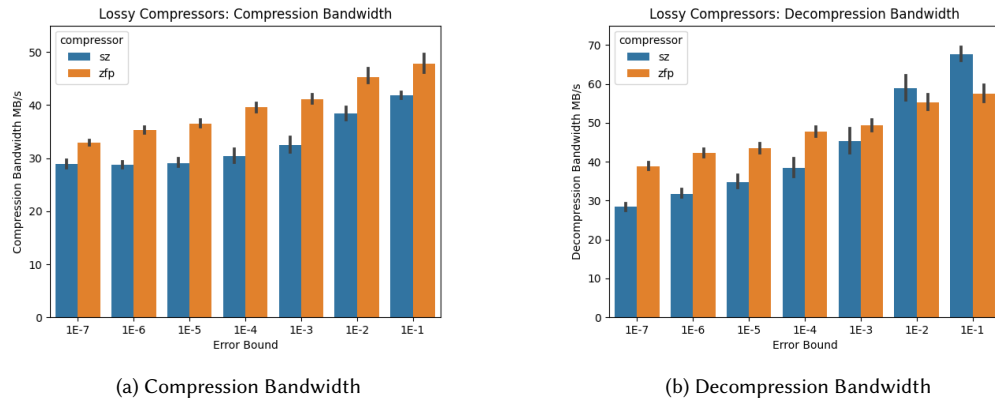 Lossy Compressors: Compression Bandwidth
compressor
sz
zfp
50
40
30
20
10
0
Compression Bandwidth MB/s
1E-7 1E-6 1E-5 1E-4 1E-3 1E-2 1E-1
Error Bound
(a) Compression Bandwidth
Lossy Compressors: Decompression Bandwidth
compressor
sz
zfp
70
60
50
40
30
20
10
0
Decompression Bandwidth MB/s
1E-7 1E-6 1E-5 1E-4 1E-3 1E-2 1E-1
Error Bound
(b) Decompression Bandwidth